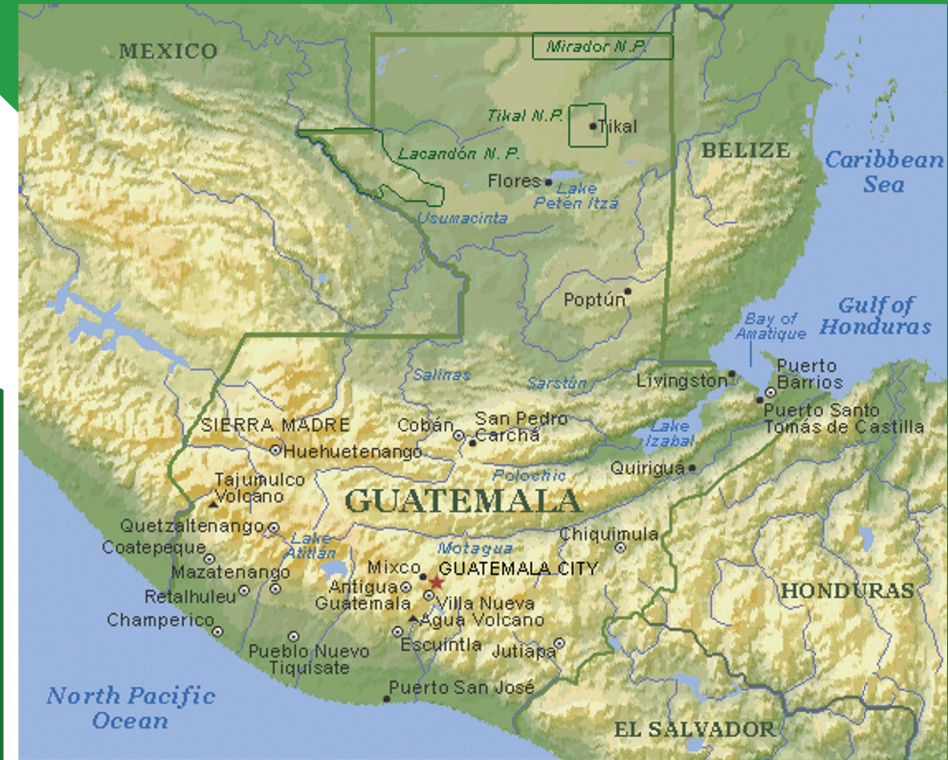 MEXICO
Mirador N.P.
Tikal N.P.
Tikal
Lacandón N. P.
BELIZE
Caribbean
Sea
Flores
Lake
Petén Itzá
Usumacinta
Poptún
Gulf of
Honduras
Bay of
Amatique
Salinas
Sarstún
Livingston
Puerto
Barrios
Puerto Santo
Tomás de Castilla
SIERRA MADRE
Cobán
San Pedro
Carchá
Lake
Izabal
Huehuetenango
Quiriguá
Polochic
Tajumulco
Volcano
GUATEMALA
Quetzaltenango
Chiquimula
Coatepeque
Lake
Atitlán
Motagua
Mixco
GUATEMALA CITY
Mazatenango
Antigua
Guatemala
Retalhuleu
Villa Nueva
HONDURAS
Champerico
Agua Volcano
Escuintla
Jutiapa
Pueblo Nuevo
Tiquisate
Puerto San José
North Pacific
Ocean
EL SALVADOR